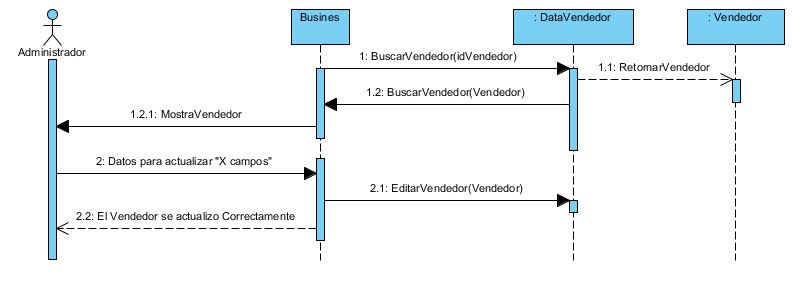 Busines
: DataVendedor
: Vendedor
Administrador
1: BuscarVendedor(idVendedor)
1.1: RetornarVendedor
1.2: BuscarVendedor(Vendedor)
1.2.1: MostraVendedor
2: Datos para actualizar "X campos"
2.1: EditarVendedor(Vendedor)
2.2: El Vendedor se actualizo Correctamente